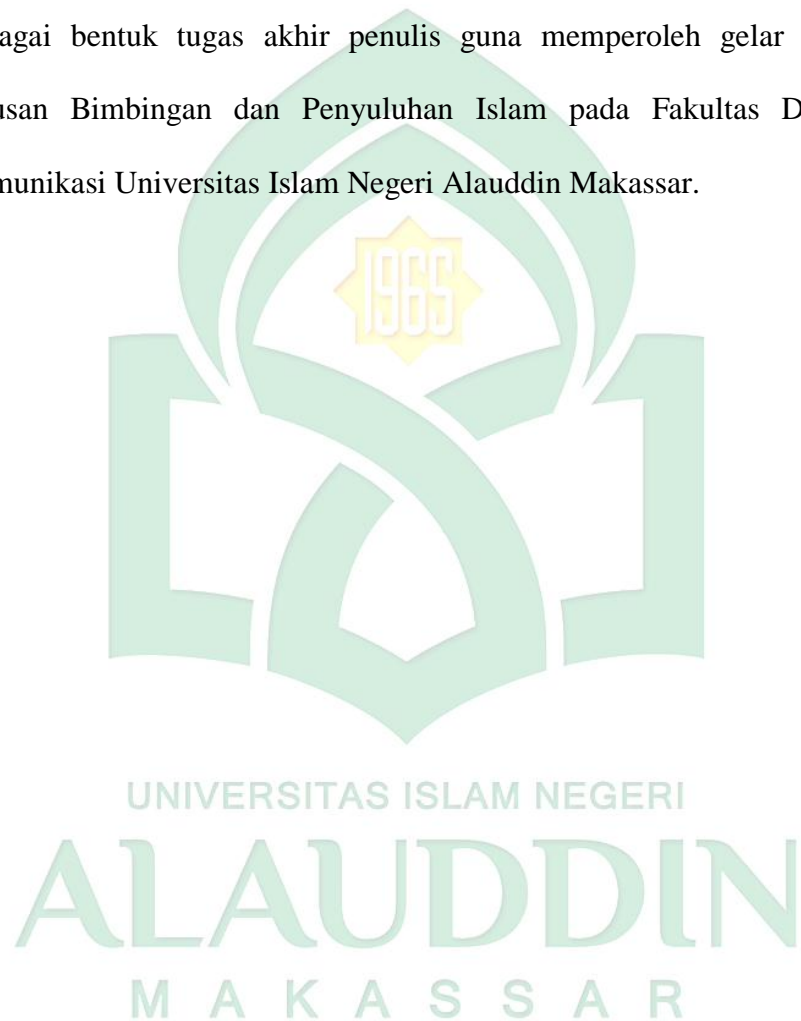 agai bentuk tugas akhir penulis guna memperoleh gelar
usan Bimbingan dan Penyuluhan Islam pada Fakultas D
munikasi Universitas Islam Negeri Alauddin Makassar.
1965
UNIVERSITAS ISLAM NEGERI
ALAUDDIN
MAKASSAR